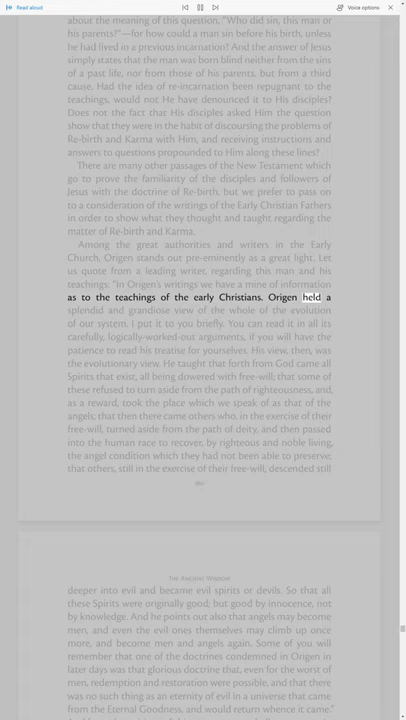 Read aloud
Voice options
about the meaning of this question, "Who did sin, this man or
his parents?"—for how could a man sin before his birth, unless
he had lived in a previous incarnation? And the answer of Jesus
simply states that the man was born blind neither from the sins
of a past life, nor from those of his parents, but from a third
cause. Had the idea of re-incarnation been repugnant to the
teachings, would not He have denounced it to His disciples?
Does not the fact that His disciples asked Him the question
show that they were in the habit of discoursing the problems of
Re-birth and Karma with Him, and receiving instructions and
answers to questions propounded to Him along these lines?
There are many other passages of the New Testament which
go to prove the familiarity of the disciples and followers of
Jesus with the doctrine of Re-birth, but we prefer to pass on
to a consideration of the writings of the Early Christian Fathers
in order to show what they thought and taught regarding the
matter of Re-birth and Karma.
Among the great authorities and writers in the Early
Church, Origen stands out pre-eminently as a great light. Let
us quote from a leading writer, regarding this man and his
teachings: "In Origen's writings we have a mine of information
as to the teachings of the early Christians. Origen held a
splendid and grandiose view of the whole of the evolution
of our system. I put it to you briefly. You can read it in all its
carefully, logically-worked-out arguments, if you will have the
patience to read his treatise for yourselves. His view, then, was
the evolutionary view. He taught that forth from God came all
Spirits that exist, all being dowered with free-will; that some of
these refused to turn aside from the path of righteousness, and,
as a reward, took the place which we speak of as that of the
angels; that then there came others who, in the exercise of their
free-will, turned aside from the path of deity, and then passed
into the human race to recover, by righteous and noble living,
the angel condition which they had not been able to preserve;
that others, still in the exercise of their free-will, descended still
The Ancient Wisdom
deeper into evil and became evil spirits or devils. So that all
these Spirits were originally good; but good by innocence, not
by knowledge. And he points out also that angels may become
men, and even the evil ones themselves may climb up once
more, and become men and angels again. Some of you will
remember that one of the doctrines condemned in Origen in
later days was that glorious doctrine that, even for the worst of
men, redemption and restoration were possible, and that there
was no such thing as an eternity of evil in a universe that came
from the Eternal Goodness, and would return whence it came."